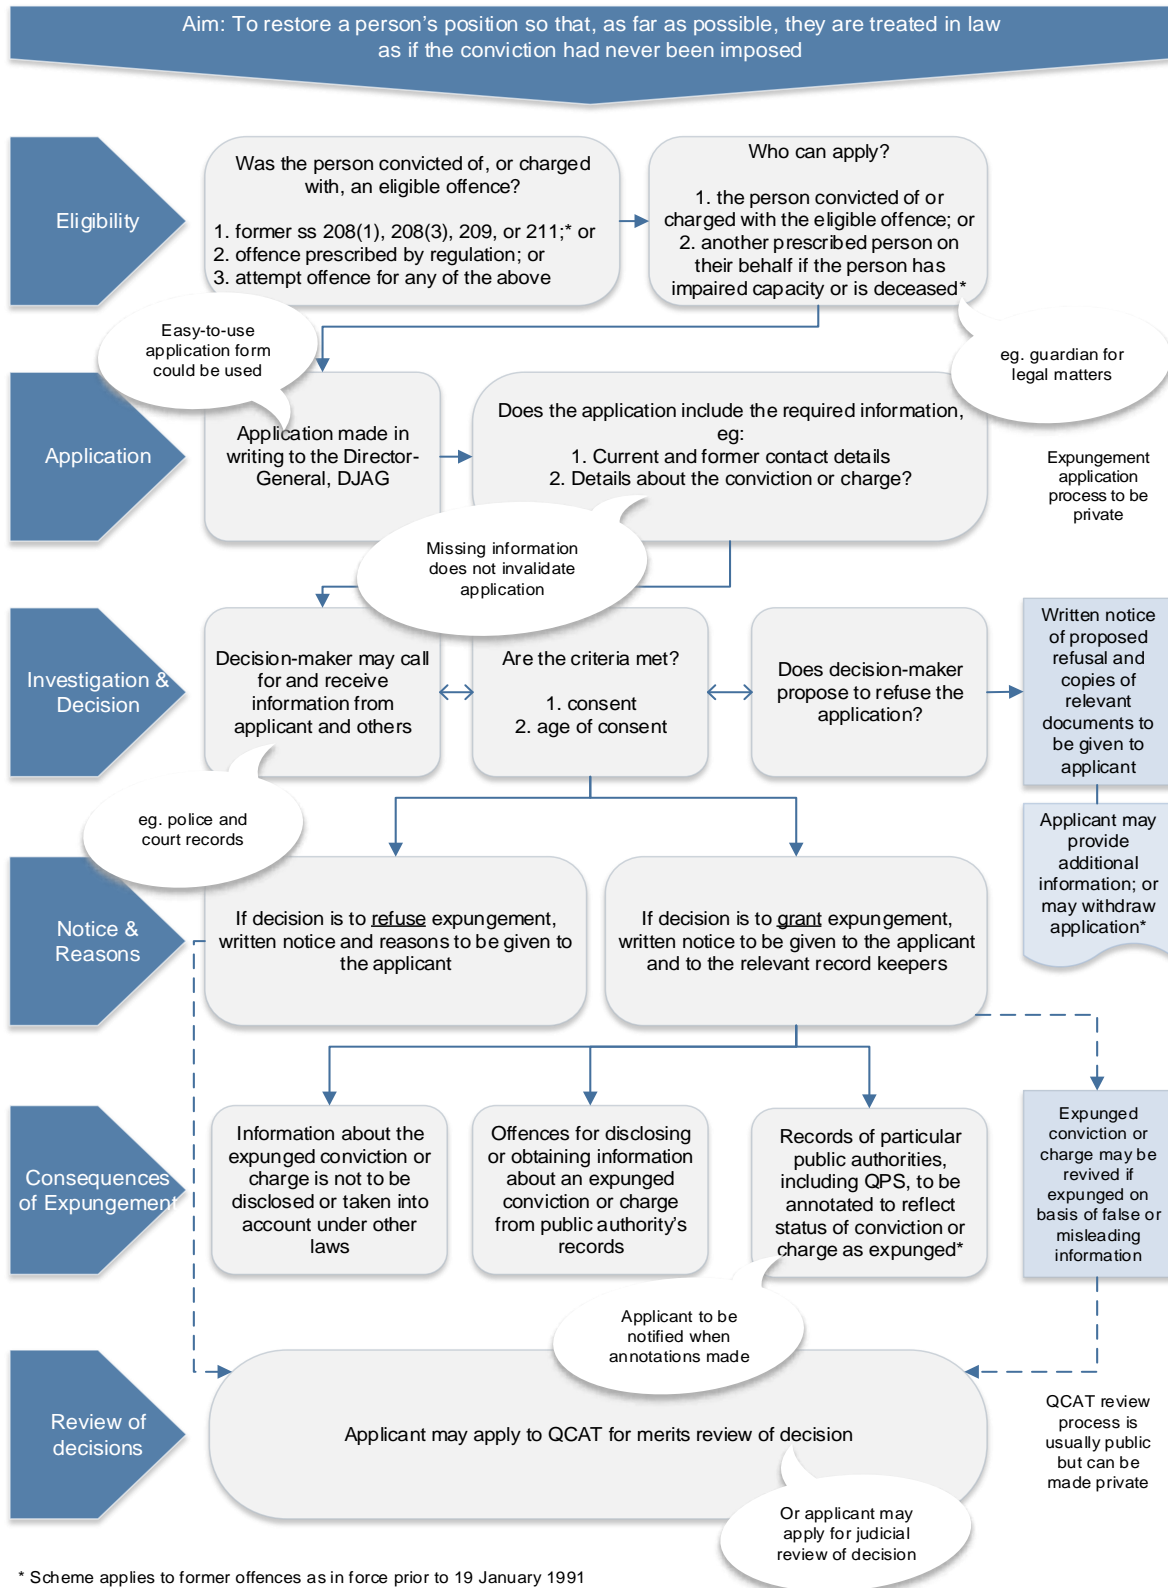 Aim: To restore a person's position so that, as far as possible, they are treated in law
as if the conviction had never been imposed
Eligibility
Was the person convicted of, or charged
with, an eligible offence?
1. former ss 208(1), 208(3), 209, or 211;* or
2. offence prescribed by regulation; or
3. attempt offence for any of the above
Who can apply?
1. the person convicted of or
charged with the eligible offence; or
2. another prescribed person on
their behalf if the person has
impaired capacity or is deceased*
Easy-to-use
application form
could be used
eg. guardian for
legal matters
Application
Application made in
writing to the Director-
General, DJAG
Does the application include the required information,
eg:
1. Current and former contact details
2. Details about the conviction or charge?
Expungement
application
process to be
private
Missing information
does not invalidate
application
Investigation &
Decision
Decision-maker may call
for and receive
information from
applicant and others
Are the criteria met?
1. consent
2. age of consent
Does decision-maker
propose to refuse the
application?
Written notice
of proposed
refusal and
copies of
relevant
documents to
be given to
applicant
eg. police and
court records
Applicant may
provide
additional
information; or
may withdraw
application*
Notice &
Reasons
If decision is to refuse expungement,
written notice and reasons to be given to
the applicant
If decision is to grant expungement,
written notice to be given to the applicant
and to the relevant record keepers
Consequences
of Expungement
Information about the
expunged conviction or
charge is not to be
disclosed or taken into
account under other
laws
Offences for disclosing
or obtaining information
about an expunged
conviction or charge
from public authority's
records
Records of particular
public authorities,
including QPS, to be
annotated to reflect
status of conviction or
charge as expunged*
Expunged
conviction or
charge may be
revived if
expunged on
basis of false or
misleading
information
Applicant to be
notified when
annotations made
Review of
decisions
Applicant may apply to QCAT for merits review of decision
QCAT review
process is
usually public
but can be
made private
Or applicant may
apply for judicial
review of decision
* Scheme applies to former offences as in force prior to 19 January 1991